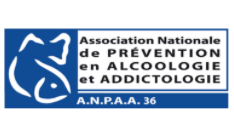 Association Nationale
de PRÉVENTION
en ALCOOLOGIE
et ADDICTOLOGIE
A.N.P.A.A. 36